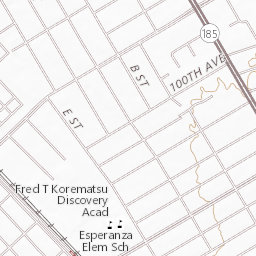 185
B ST
100TH AVE
E ST
Fred T Korematsu
Discovery
Acad
Esperanza
Elem Sch